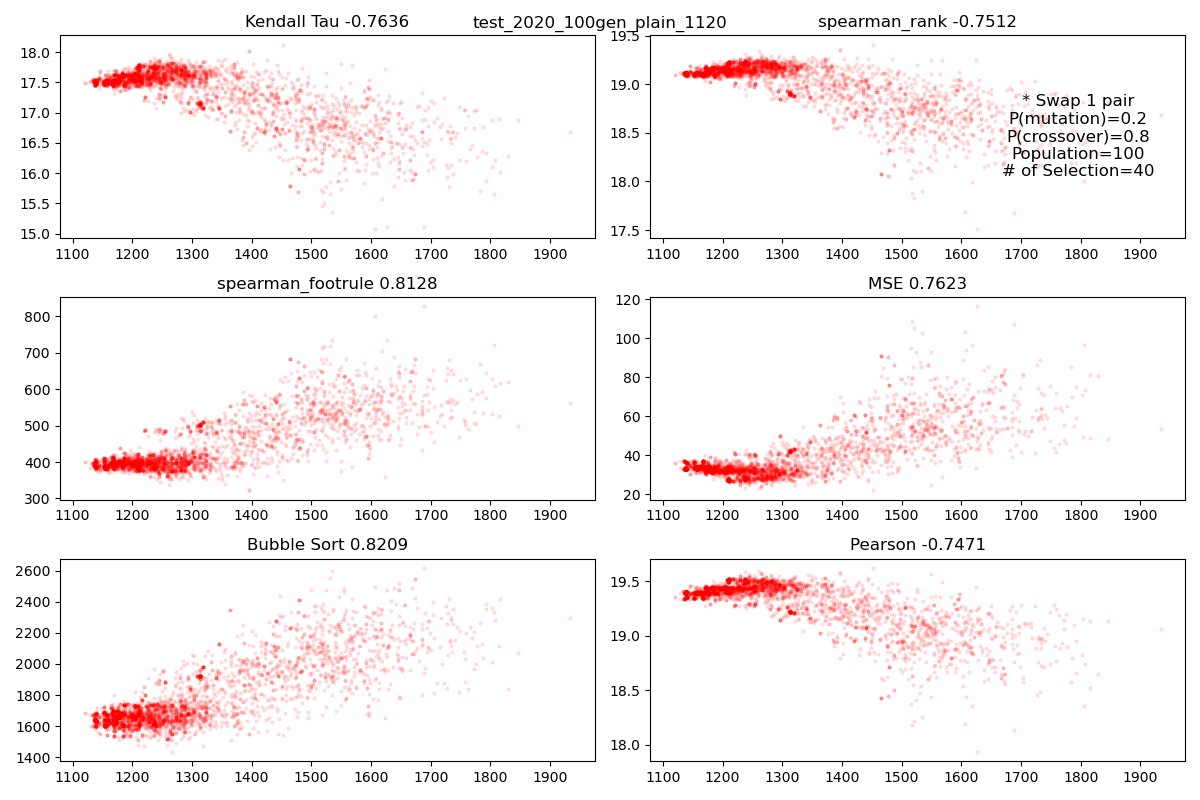 test_2020_100gen_plain_1120
Kendall Tau -0.7636
18.0
17.5
17.0
16.5
16.0
15.5
15.0
1100 1200 1300 1400 1500 1600 1700 1800 1900
spearman_rank -0.7512
19.5
19.0
18.5
18.0
17.5
* Swap 1 pair
P(mutation)=0.2
P(crossover)=0.8
Population=100
# of Selection=40
1100 1200 1300 1400 1500 1600 1700 1800 1900
spearman_footrule 0.8128
800
700
600
500
400
300
1100 1200 1300 1400 1500 1600 1700 1800 1900
MSE 0.7623
120
100
80
60
40
20
1100 1200 1300 1400 1500 1600 1700 1800 1900
Bubble Sort 0.8209
2600
2400
2200
2000
1800
1600
1400
1100 1200 1300 1400 1500 1600 1700 1800 1900
Pearson -0.7471
19.5
19.0
18.5
18.0
1100 1200 1300 1400 1500 1600 1700 1800 1900